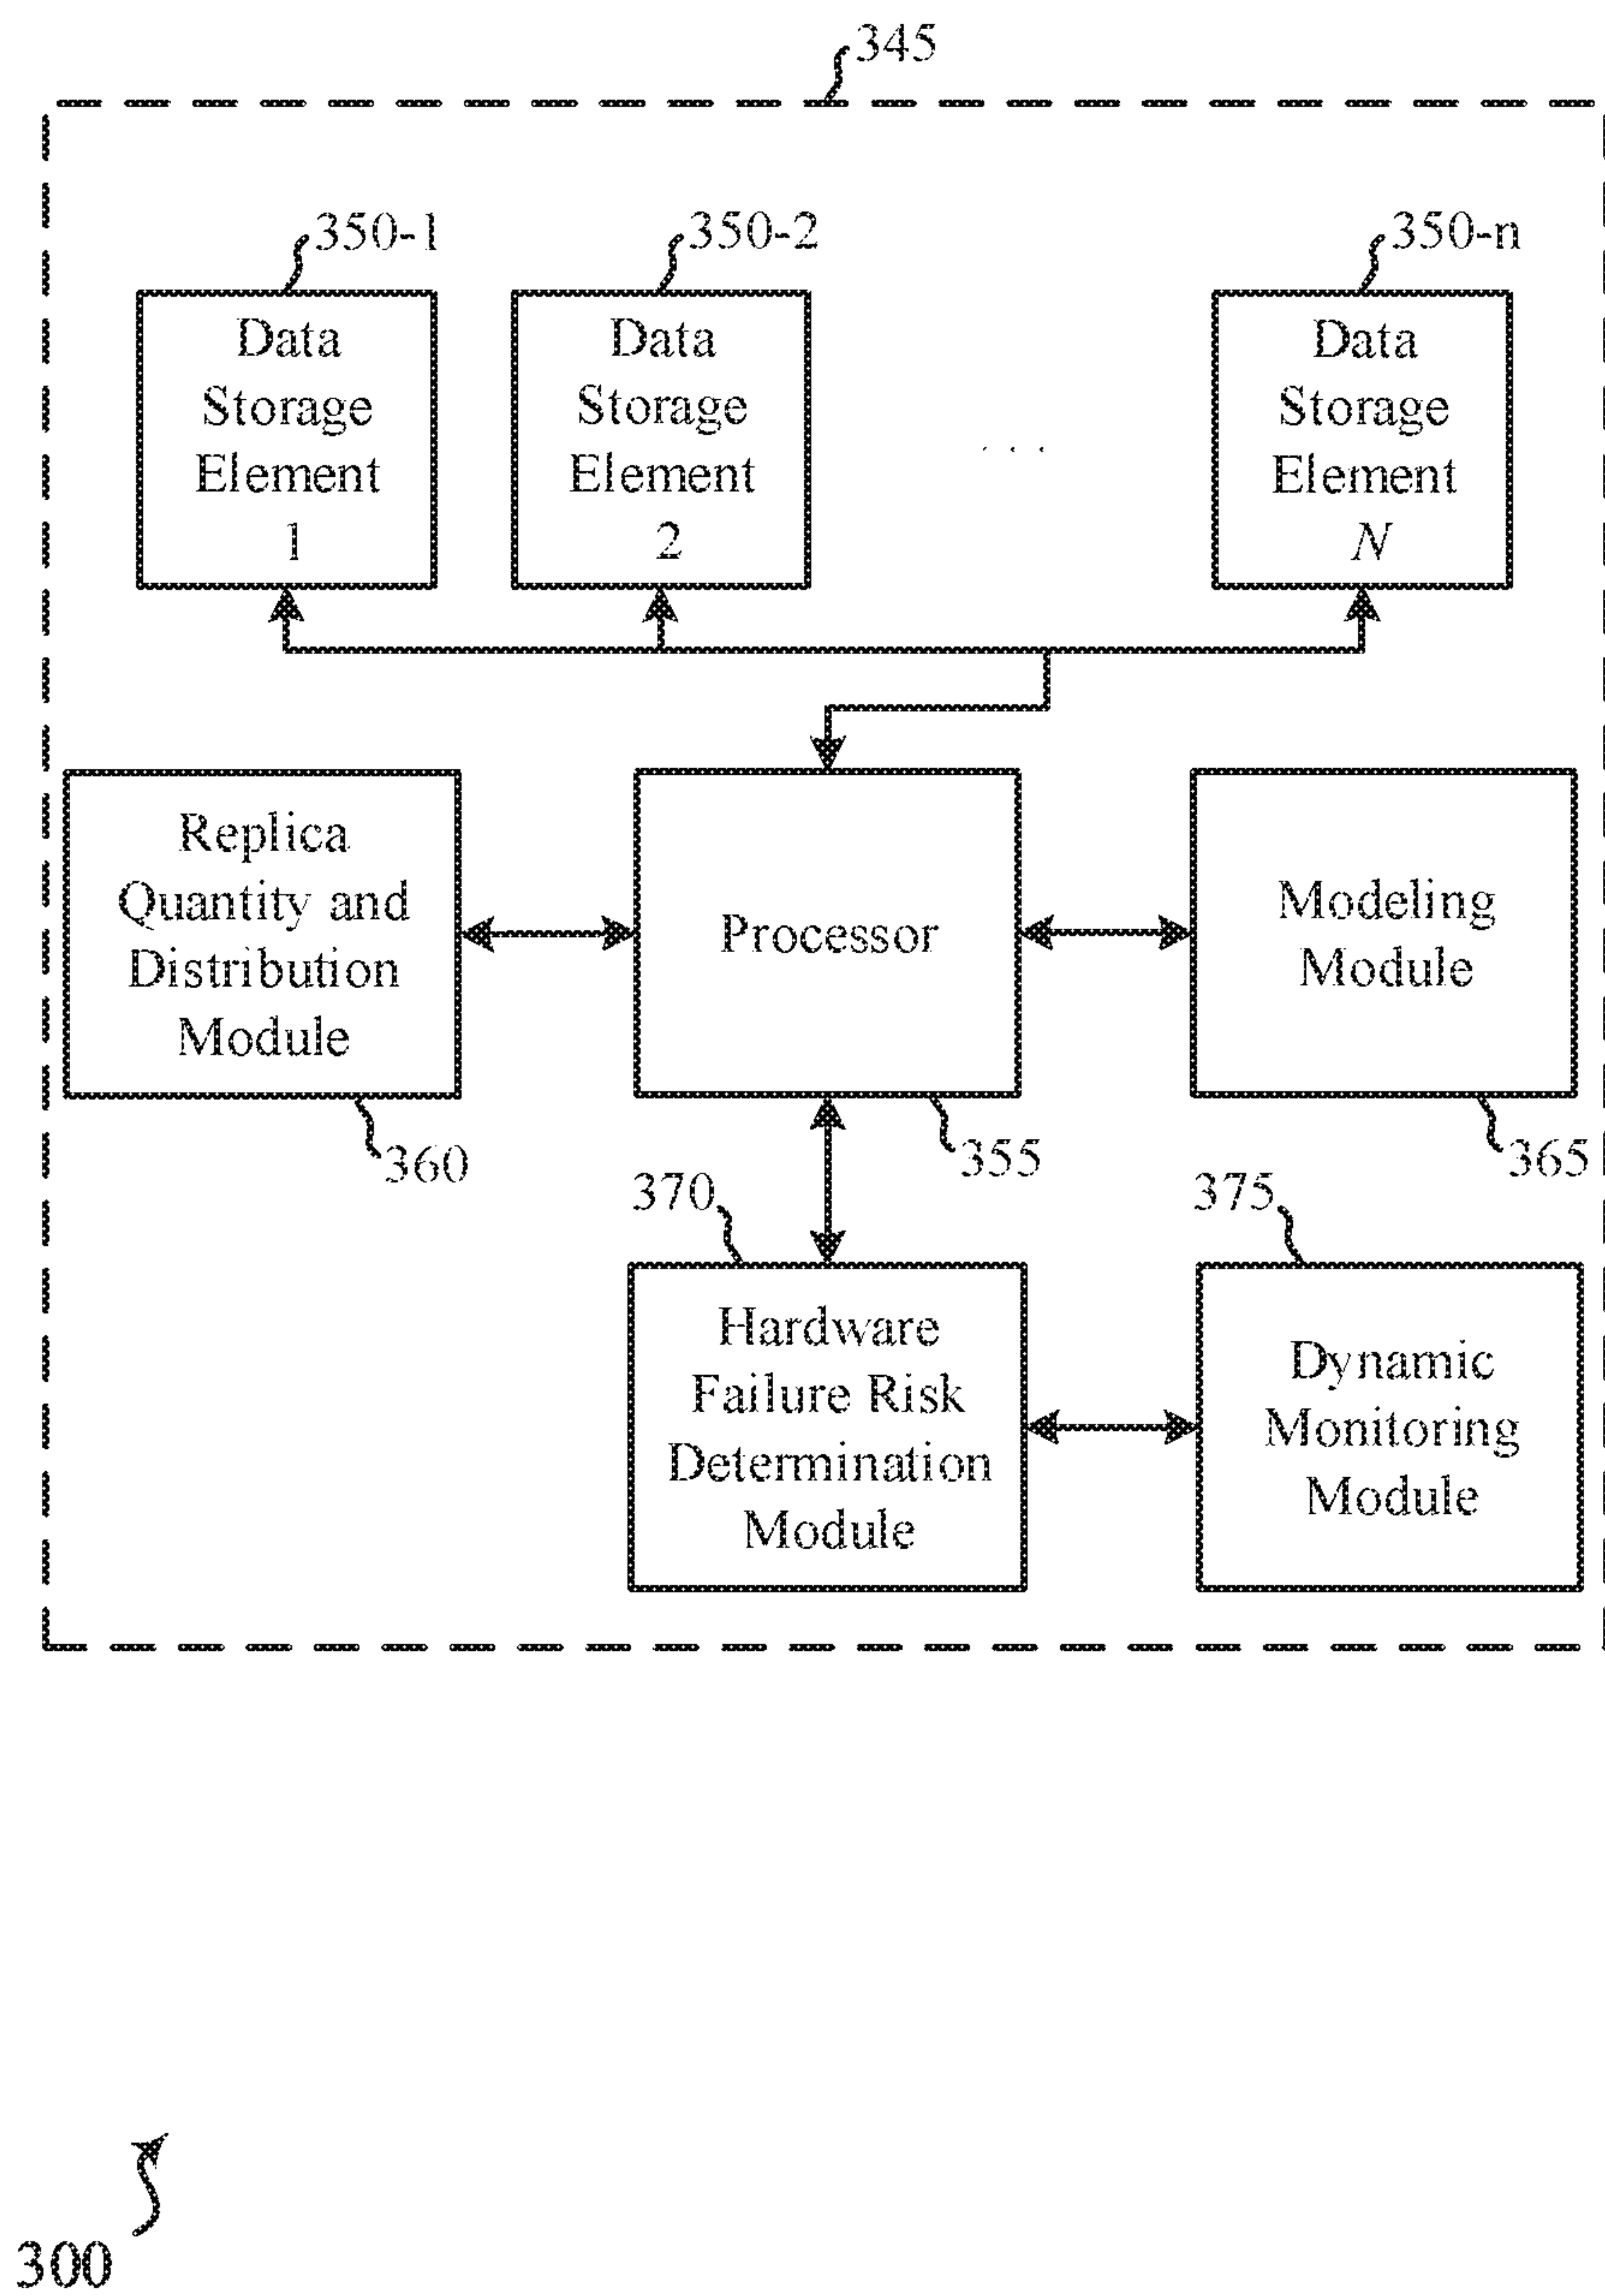 345
350-1
350-2
350-n
Data
Storage
Element
1
Data
Storage
Element
2
. . .
Data
Storage
Element
N
Replica
Quantity and
Distribution
Module
Processor
Modeling
Module
360
355
365
370
375
Hardware
Failure Risk
Determination
Module
Dynamic
Monitoring
Module
300